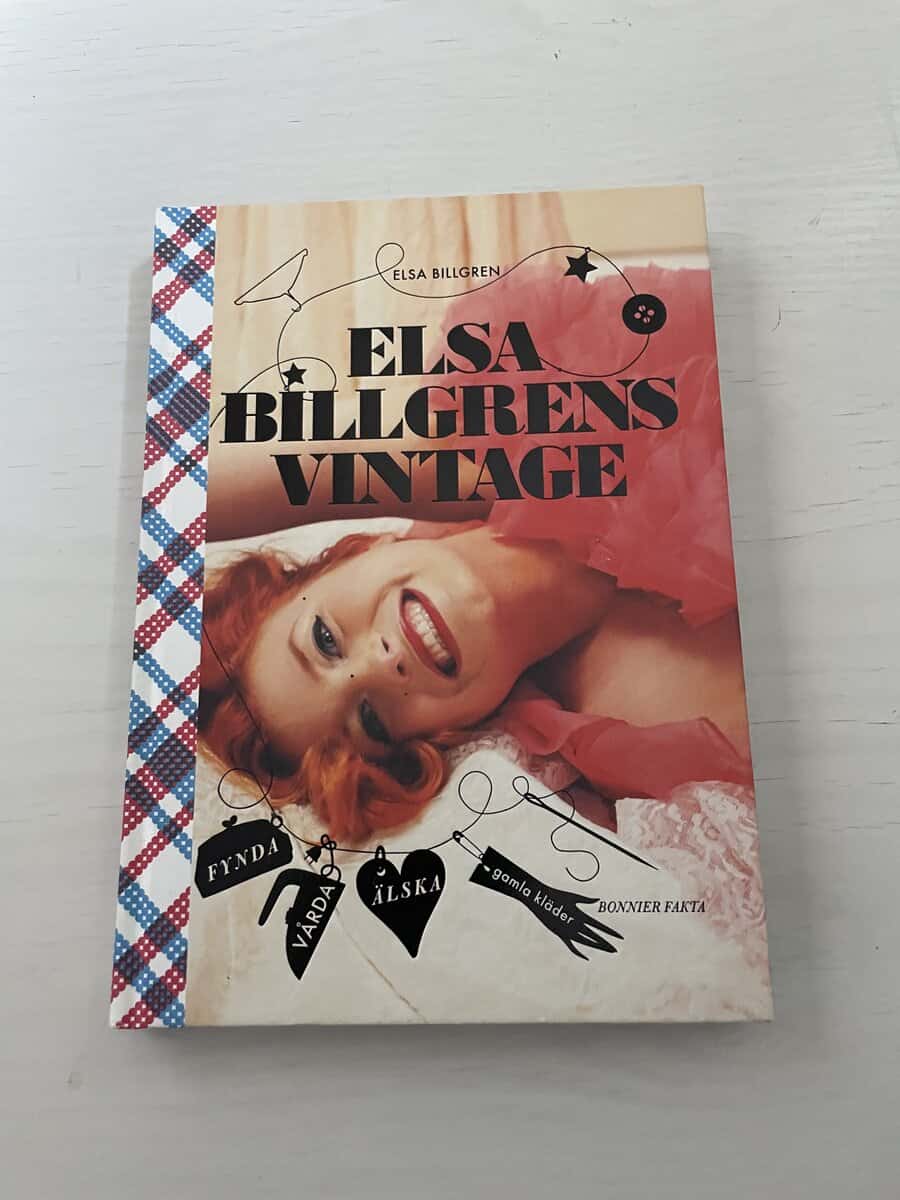 ELSA BILLGREN
ELSA
BILLGRENS
VINTAGE
FYNDA
VÅRDA
ÄLSKA
gamla kläder
BONNIER FAKTA